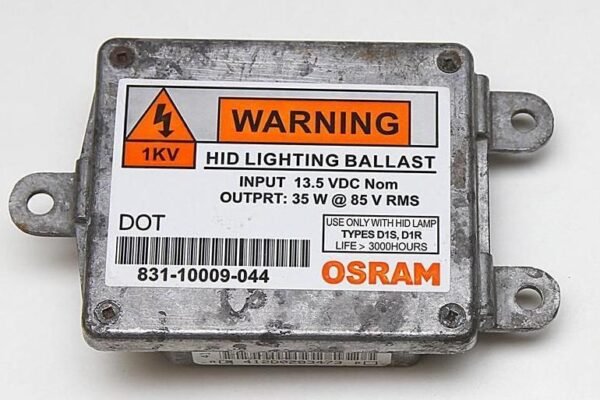 WARNING
1KV
HID LIGHTING BALLAST
INPUT 13.5 VDC Nom
OUTPRT: 35 W @ 85 V RMS
DOT
USE ONLY WITH HID LAMP
TYPES D1S, D1R
LIFE > 3000HOURS
831-10009-044
OSRAM